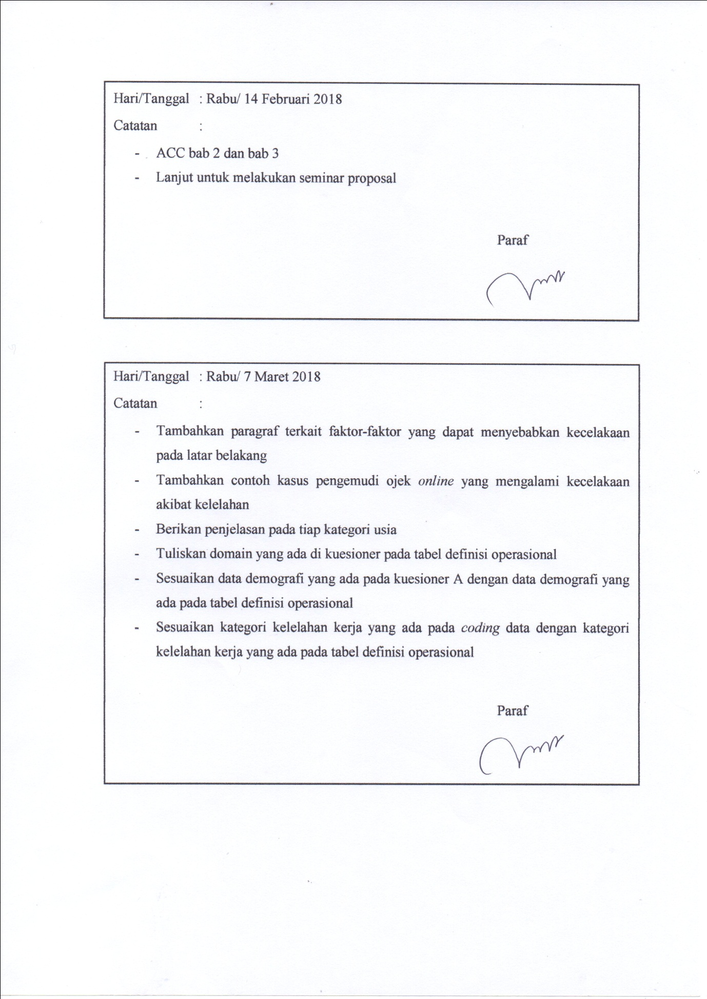 Hari/Tanggal : Rabu/ 14 Februari 2018
Catatan :
- ACC bab 2 dan bab 3
- Lanjut untuk melakukan seminar proposal
Paraf
Hari/Tanggal : Rabu/ 7 Maret 2018
Catatan :
- Tambahkan paragraf terkait faktor-faktor yang dapat menyebabkan kecelakaan
pada latar belakang
- Tambahkan contoh kasus pengemudi ojek online yang mengalami kecelakaan
akibat kelelahan
- Berikan penjelasan pada tiap kategori usia
- Tuliskan domain yang ada di kuesioner pada tabel definisi operasional
- Sesuaikan data demografi yang ada pada kuesioner A dengan data demografi yang
ada pada tabel definisi operasional
- Sesuaikan kategori kelelahan kerja yang ada pada coding data dengan kategori
kelelahan kerja yang ada pada tabel definisi operasional
Paraf